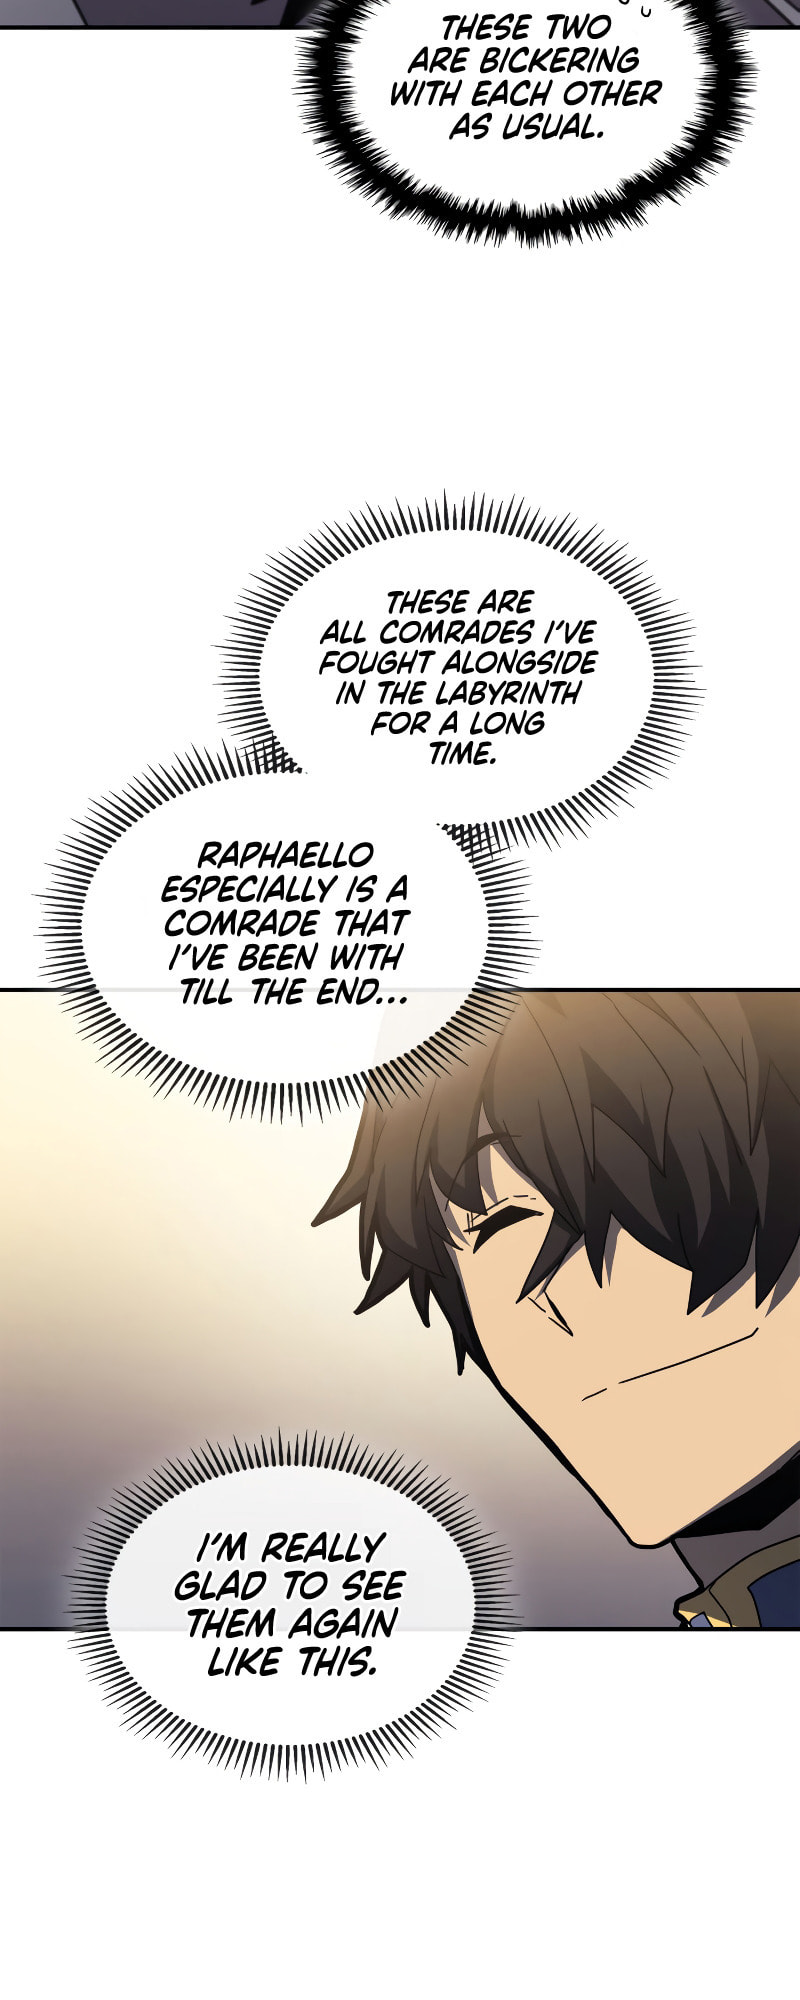 THESE TWO
ARE BICKERING
WITH EACH OTHER
AS USUAL.
THESE ARE
ALL COMRADES I'VE
FOUGHT ALONGSIDE
IN THE LABYRINTH
FOR A LONG
TIME.
RAPHAELLO
ESPECIALLY IS A
COMRADE THAT
I'VE BEEN WITH
TILL THE END...
I'M REALLY
GLAD TO SEE
THEM AGAIN
LIKE THIS.